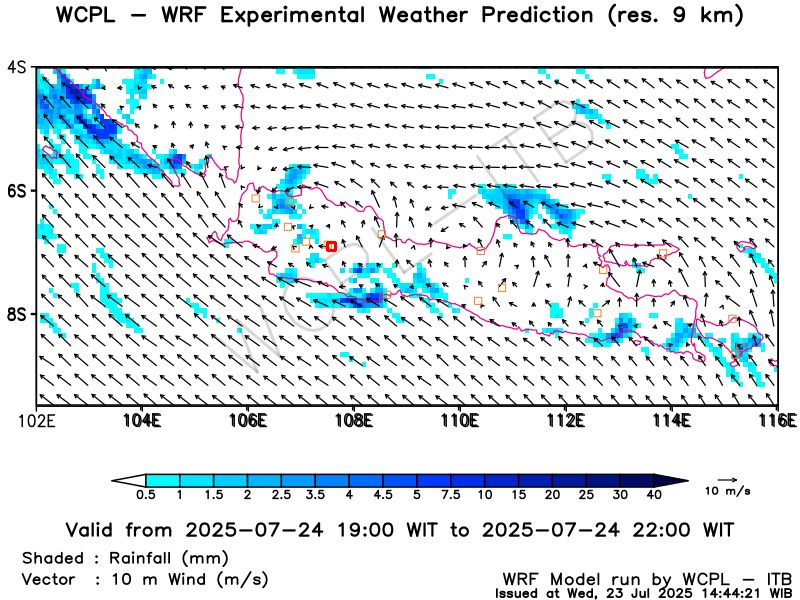 WCPL – WRF Experimental Weather Prediction (res. 9 km)
4S
6S
8S
WCPL-ITB
102E 104E 106E 108E 110E 112E 114E 116E
0.5 1 1.5 2 2.5 3.5 4 4.5 5 7.5 10 15 20 25 30 40
10 m/s
Valid from 2025-07-24 19:00 WIT to 2025-07-24 22:00 WIT
Shaded : Rainfall (mm)
Vector : 10 m Wind (m/s)
WRF Model run by WCPL – ITB
Issued at Wed, 23 Jul 2025 14:44:21 WIB